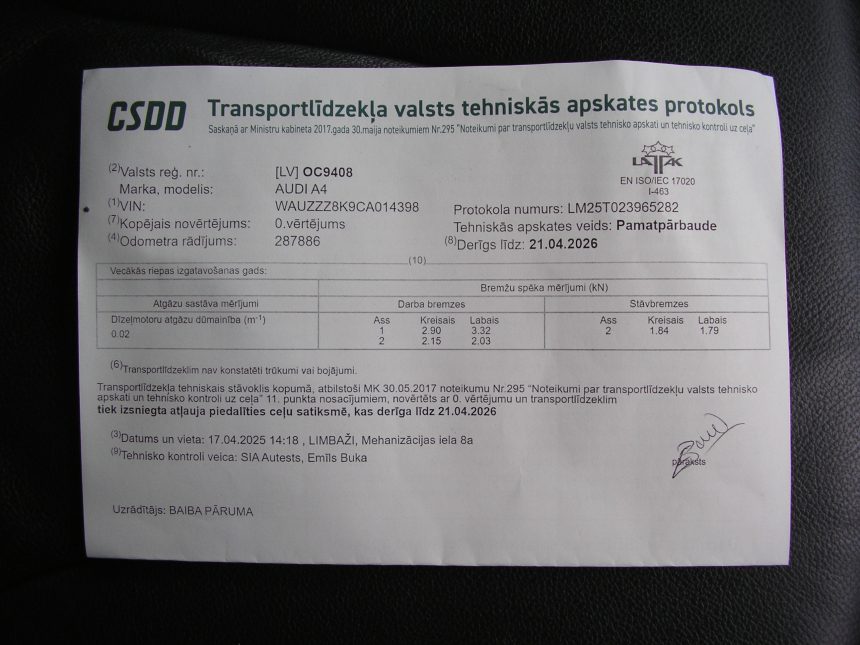 CSDD Transportlīdzekļa valsts tehniskās apskates protokols
Saskaņā ar Ministru kabineta 2017.gada 30.maija noteikumiem Nr.295 "Noteikumi par transportlīdzekļu valsts tehnisko apskati un tehnisko kontroli uz ceļa"
LATAK
EN ISO/IEC 17020
I-463
(2)Valsts reģ. nr.: [LV] OC9408
Marka, modelis: AUDI A4
(1)VIN: WAUZZZ8K9CA014398 Protokola numurs: LM25T023965282
(7)Kopējais novērtējums: 0.vērtējums Tehniskās apskates veids: Pamatpārbaude
(4)Odometra rādījums: 287886 (8)Derīgs līdz: 21.04.2026
(10)
Vecākās riepas izgatavošanas gads:
Bremžu spēka mērījumi (kN)
Atgāzu sastāva mērījumi Darba bremzes Stāvbremzes
Dīzeļmotoru atgāzu dūmainība (m-1) Ass Kreisais Labais Ass Kreisais Labais
0.02 1 2.90 3.32 2 1.84 1.79
2 2.15 2.03
(6)Transportlīdzeklim nav konstatēti trūkumi vai bojājumi.
Transportlīdzekļa tehniskais stāvoklis kopumā, atbilstoši MK 30.05.2017 noteikumu Nr.295 "Noteikumi par transportlīdzekļu valsts tehnisko
apskati un tehnisko kontroli uz ceļa" 11. punkta nosacījumiem, novērtēts ar 0. vērtējumu un transportlīdzeklim
tiek izsniegta atļauja piedalīties ceļu satiksmē, kas derīga līdz 21.04.2026
(3)Datums un vieta: 17.04.2025 14:18 , LIMBAŽI, Mehanizācijas iela 8a
(9)Tehnisko kontroli veica: SIA Autests, Emīls Buka
paraksts
Uzrādītājs: BAIBA PĀRUMA